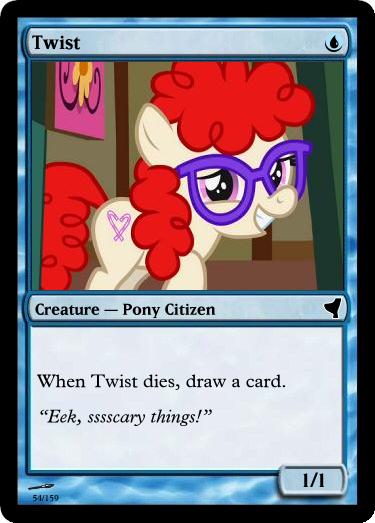 Twist
Creature — Pony Citizen
When Twist dies, draw a card.
“Eek, sssscary things!”
1/1
54/159